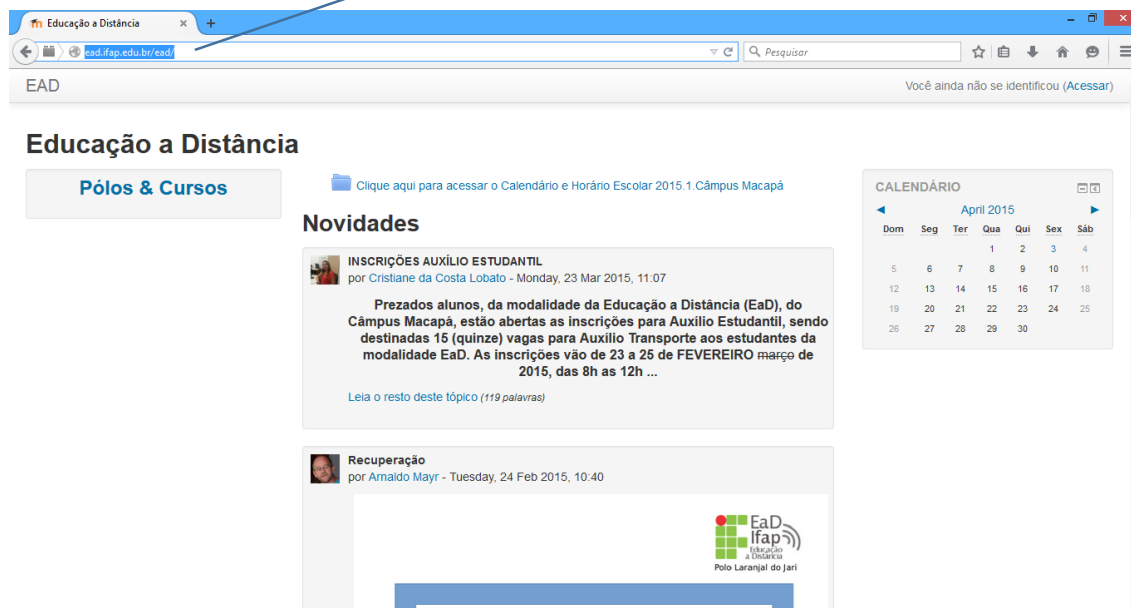 Educação a Distância
ead.ifap.edu.br/ead/
Pesquisar
EAD
Você ainda não se identificou (Acessar)
Educação a Distância
Pólos & Cursos
Clique aqui para acessar o Calendário e Horário Escolar 2015.1.Câmpus Macapá
Novidades
INSCRIÇÕES AUXÍLIO ESTUDANTIL
por Cristiane da Costa Lobato - Monday, 23 Mar 2015, 11:07
Prezados alunos, da modalidade da Educação a Distância (EaD), do
Câmpus Macapá, estão abertas as inscrições para Auxílio Estudantil, sendo
destinadas 15 (quinze) vagas para Auxilio Transporte aos estudantes da
modalidade EaD. As inscrições vão de 23 a 25 de FEVEREIRO março de
2015, das 8h as 12h ...
Leia o resto deste tópico (119 palavras)
Recuperação
por Arnaldo Mayr - Tuesday, 24 Feb 2015, 10:40
EaD
Ifap
Educação
a Distância
Polo Laranjal do Jari
CALENDÁRIO
April 2015
Dom Seg Ter Qua Qui Sex Sáb
1 2 3 4
5 6 7 8 9 10 11
12 13 14 15 16 17 18
19 20 21 22 23 24 25
26 27 28 29 30